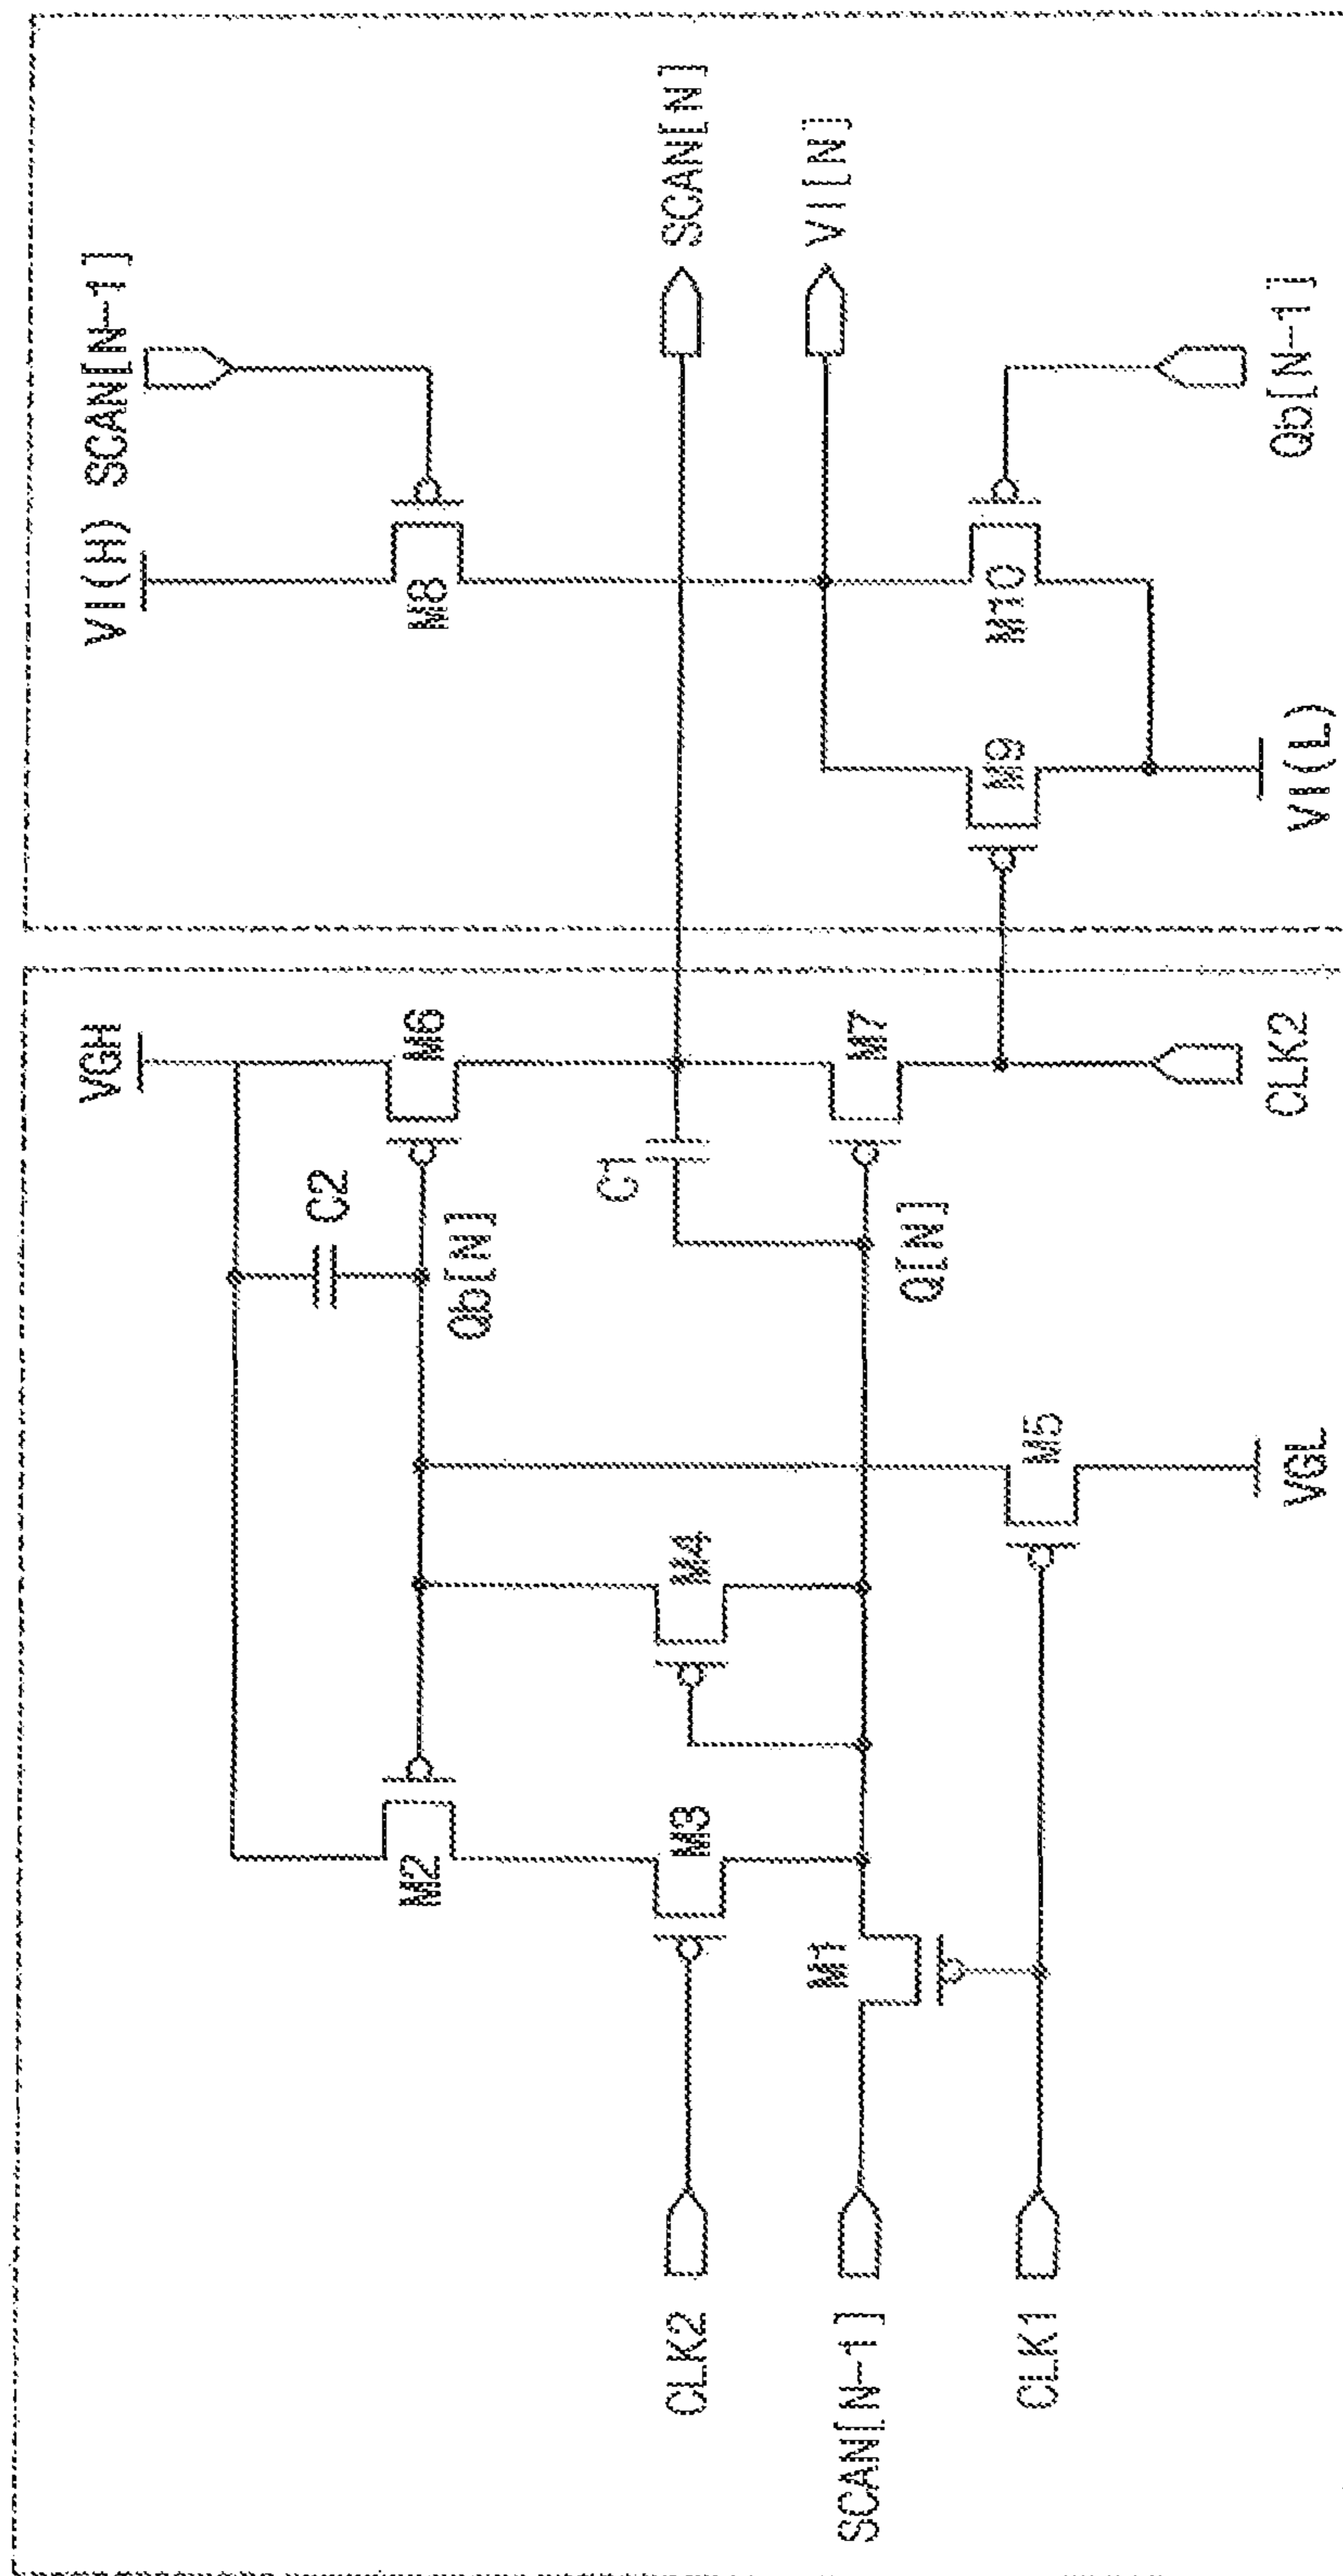 VGH
VI(H) SCAN[N-1]
C2
M2
M6
M8
Qb[N]
CLK2
M3
M4
C1
SCAN[N]
SCAN[N-1]
M1
Q[N]
M7
VI[N]
CLK1
M5
M9
M10
VGL
CLK2
VI(L)
Qb[N-1]